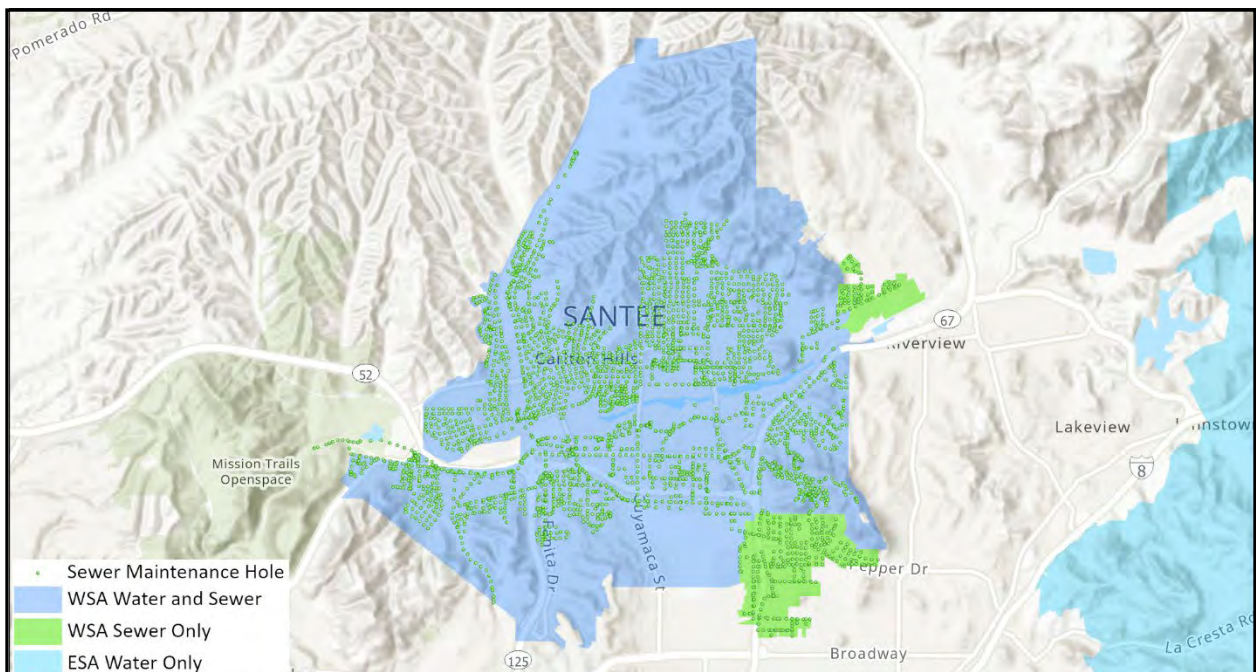 Pomerado Rd
SANTEE
Carlton Hills
67
Riverview
52
Lakeview
Johnstown
Mission Trails
Openspace
8
Fanita Dr
Cuyamaca St
Pepper Dr
La Cresta Rd
Broadway
125
Sewer Maintenance Hole
WSA Water and Sewer
WSA Sewer Only
ESA Water Only